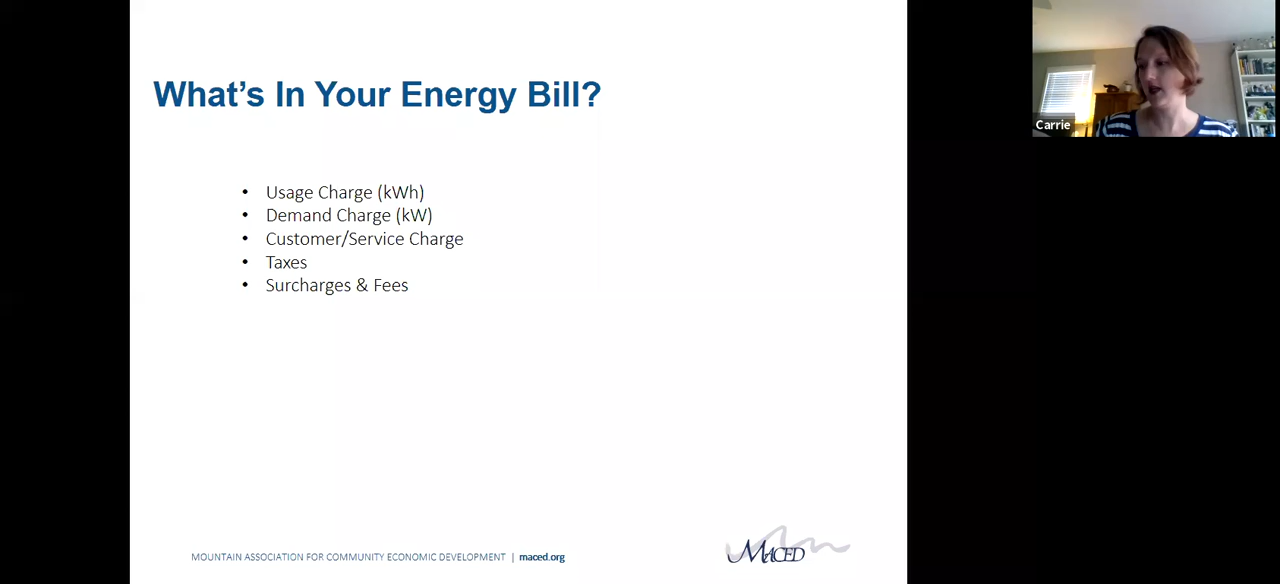 What's In Your Energy Bill?
Carrie
• Usage Charge (kWh)
• Demand Charge (kW)
• Customer/Service Charge
• Taxes
• Surcharges & Fees
MOUNTAIN ASSOCIATION FOR COMMUNITY ECONOMIC DEVELOPMENT | maced.org
MACED